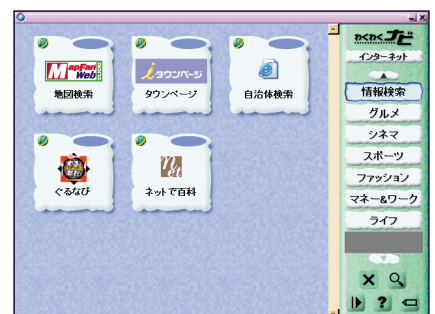 わくわくナビ
インターネット
情報検索
グルメ
シネマ
スポーツ
ファッション
マネー&ワーク
ライフ
?
MapFan
Web
地図検索
iタウンページ
タウンページ
自治体検索
ぐるなび
net
ネットで百科